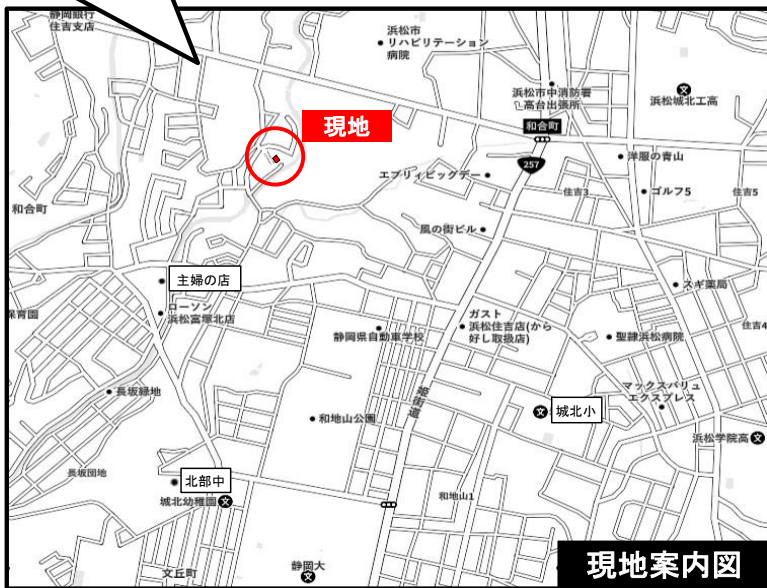 静岡銀行
住吉支店
浜松市
リハビリテーション
病院
浜松市中消防署
高台出張所
浜松城北工高
現地
和合町
257
エブリィビッグデー
洋服の青山
住吉3
ゴルフ5
住吉5
和合町
風の街ビル
主婦の店
スギ薬局
保育園
ローソン
浜松富塚北店
静岡県自動車学校
ガスト
浜松住吉店(から
好し取扱店)
聖隷浜松病院
住吉4
長坂緑地
姫街道
マックスバリュ
エクスプレス
和地山公園
城北小
浜松学院高
長坂団地
北部中
城北幼稚園
和地山1
文丘町
静岡大
現地案内図